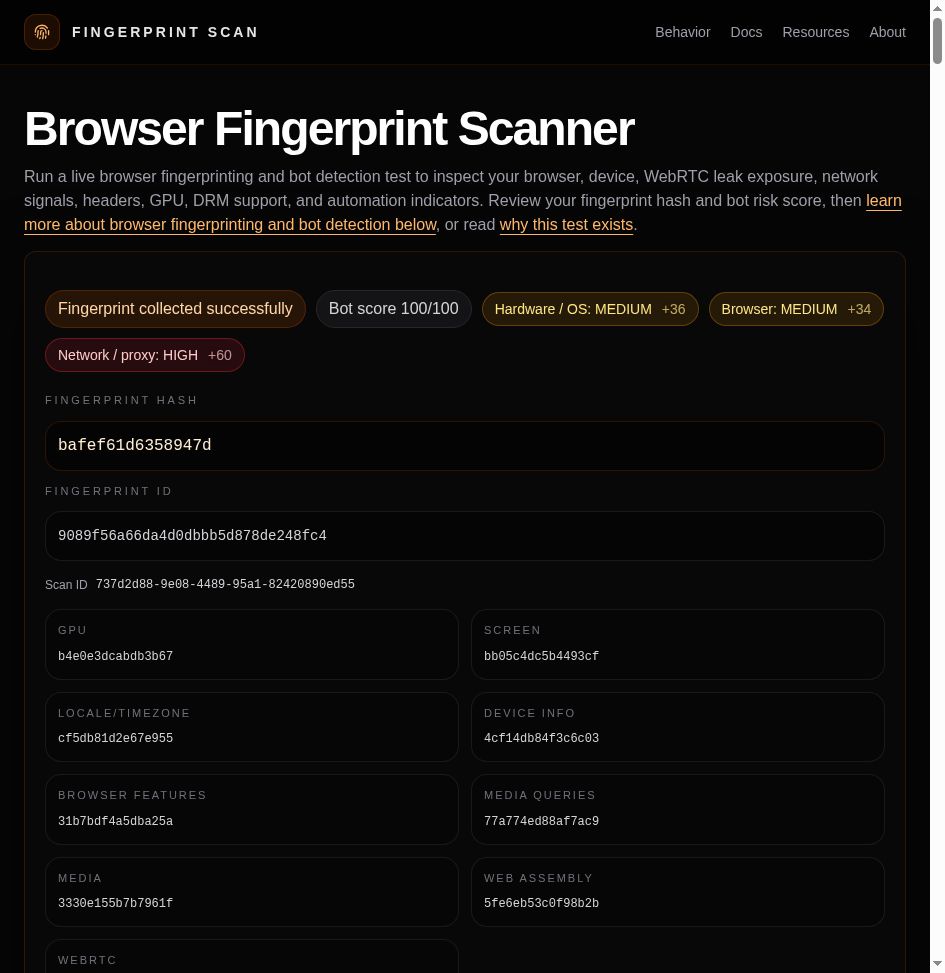 FINGERPRINT SCAN
Behavior Docs Resources About
Browser Fingerprint Scanner
Run a live browser fingerprinting and bot detection test to inspect your browser, device, WebRTC leak exposure, network
signals, headers, GPU, DRM support, and automation indicators. Review your fingerprint hash and bot risk score, then learn
more about browser fingerprinting and bot detection below, or read why this test exists.
Fingerprint collected successfully Bot score 100/100 Hardware / OS: MEDIUM +36 Browser: MEDIUM +34
Network / proxy: HIGH +60
FINGERPRINT HASH
bafef61d6358947d
FINGERPRINT ID
9089f56a66da4d0dbbb5d878de248fc4
Scan ID 737d2d88-9e08-4489-95a1-82420890ed55
GPU SCREEN
b4e0e3dcabdb3b67 bb05c4dc5b4493cf
LOCALE/TIMEZONE DEVICE INFO
cf5db81d2e67e955 4cf14db84f3c6c03
BROWSER FEATURES MEDIA QUERIES
31b7bdf4a5dba25a 77a774ed88af7ac9
MEDIA WEB ASSEMBLY
3330e155b7b7961f 5fe6eb53c0f98b2b
WEBRTC